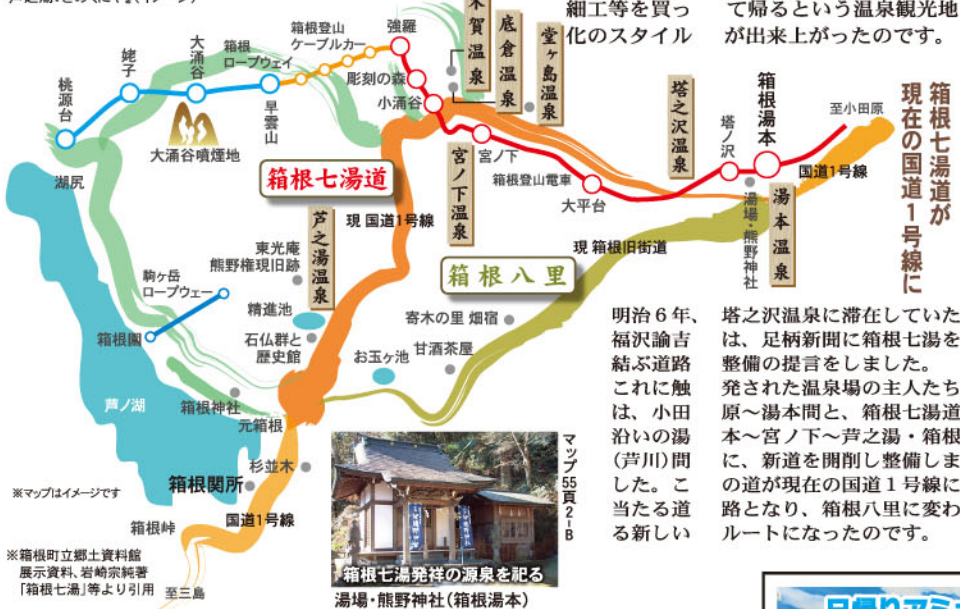 細工等を買って帰るという温泉観光地
化のスタイルが出来上がったのです。
箱根七湯道が
現在の国道1号線に
明治6年、塔之沢温泉に滞在していた
福沢諭吉は、足柄新聞に箱根七湯を
結ぶ道路整備の提言をしました。
これに触発された温泉場の主人たち
は、小田原〜湯本間と、箱根七湯道
沿いの湯本〜宮ノ下〜芦之湯・箱根
(芦川)間に、新道を開削し整備しま
した。この道が現在の国道1号線に
当たる道路となり、箱根八里に変わ
る新しいルートになったのです。
桃源台
姥子
大涌谷
箱根
ロープウェイ
早雲山
箱根登山
ケーブルカー
強羅
彫刻の森
小涌谷
大涌谷噴煙地
湖尻
木賀温泉
底倉温泉
堂ヶ島温泉
宮ノ下
宮ノ下温泉
箱根登山電車
大平台
塔之沢温泉
塔ノ沢
箱根湯本
至小田原
国道1号線
湯本温泉
湯場・熊野神社
箱根七湯道
現 国道1号線
芦之湯温泉
東光庵
熊野権現旧跡
精進池
石仏群と
歴史館
箱根八里
現 箱根旧街道
寄木の里 畑宿
甘酒茶屋
お玉ヶ池
駒ヶ岳
ロープウェー
箱根園
芦ノ湖
箱根神社
元箱根
杉並木
箱根関所
国道1号線
箱根峠
至三島
※マップはイメージです
※箱根町立郷土資料館
展示資料、岩崎宗純著
「箱根七湯」等より引用
箱根七湯発祥の源泉を祀る
湯場・熊野神社(箱根湯本)
マップ55頁2-B